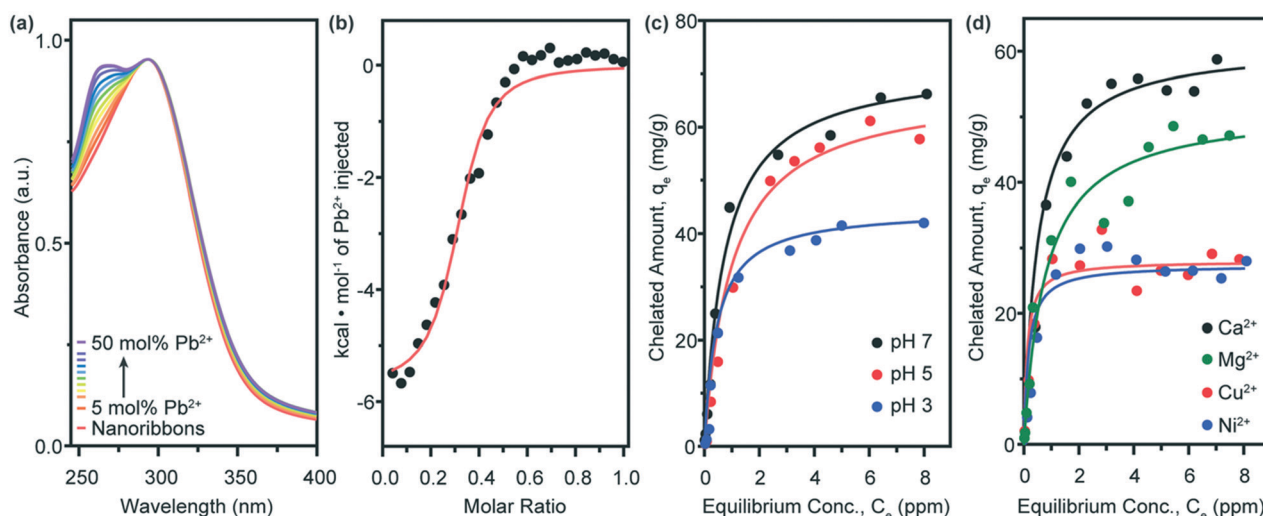 (a)
1.0
0.5
0.0
Absorbance (a.u.)
50 mol% Pb²⁺
5 mol% Pb²⁺
Nanoribbons
250 300 350 400
Wavelength (nm)
(b)
0
-2
-4
-6
kcal • mol⁻¹ of Pb²⁺ injected
0.0 0.2 0.4 0.6 0.8 1.0
Molar Ratio
(c)
80
60
40
20
0
Chelated Amount, qₑ (mg/g)
pH 7
pH 5
pH 3
0 2 4 6 8
Equilibrium Conc., Cₑ (ppm)
(d)
60
40
20
0
Chelated Amount, qₑ (mg/g)
Ca²⁺
Mg²⁺
Cu²⁺
Ni²⁺
0 2 4 6 8
Equilibrium Conc., Cₑ (ppm)